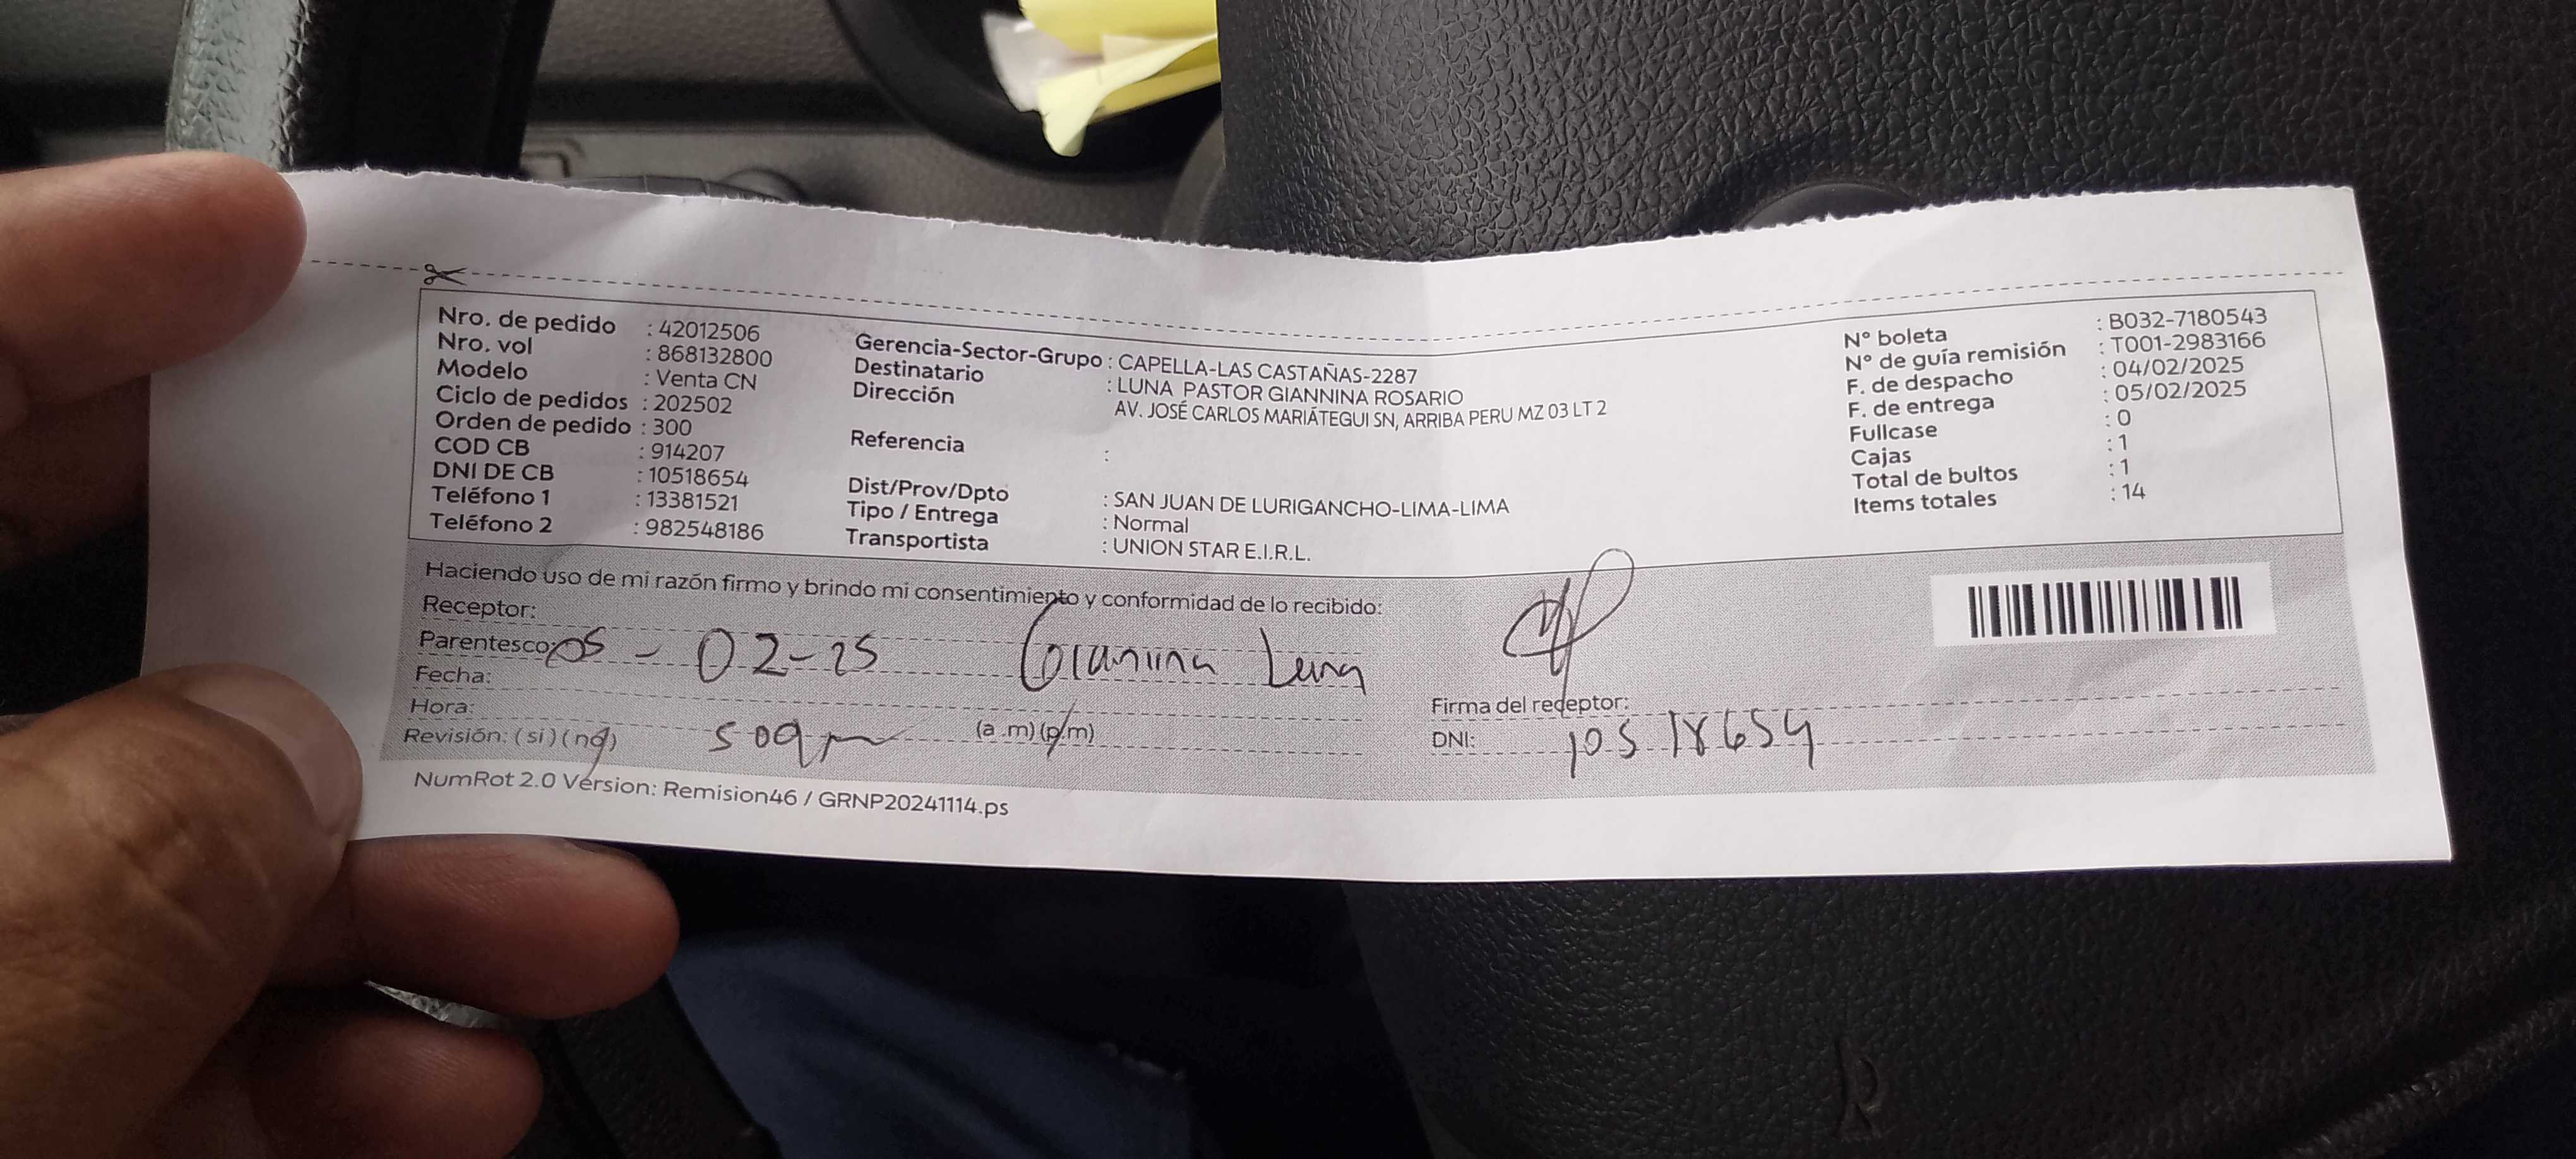 Nro. de pedido : 42012506
Nro. vol : 868132800
Modelo : Venta CN
Ciclo de pedidos : 202502
Orden de pedido : 300
COD CB : 914207
DNI DE CB : 10518654
Teléfono 1 : 13381521
Teléfono 2 : 982548186
Gerencia-Sector-Grupo : CAPELLA-LAS CASTAÑAS-2287
Destinatario : LUNA PASTOR GIANNINA ROSARIO
Dirección AV. JOSÉ CARLOS MARIÁTEGUI SN, ARRIBA PERU MZ 03 LT 2
Referencia :
Dist/Prov/Dpto : SAN JUAN DE LURIGANCHO-LIMA-LIMA
Tipo / Entrega : Normal
Transportista : UNION STAR E.I.R.L.
N° boleta : B032-7180543
N° de guía remisión : T001-2983166
F. de despacho : 04/02/2025
F. de entrega : 05/02/2025
Fullcase : 0
Cajas : 1
Total de bultos : 1
Items totales : 14
Haciendo uso de mi razón firmo y brindo mi consentimiento y conformidad de lo recibido:
Receptor:
Parentesco: 05 - 02-25 Luna
Fecha:
Hora:
Revisión: (si) (no) (a.m) (p.m)
Firma del receptor:
DNI: 10518654
NumRot 2.0 Version: Remision46 / GRNP20241114.ps